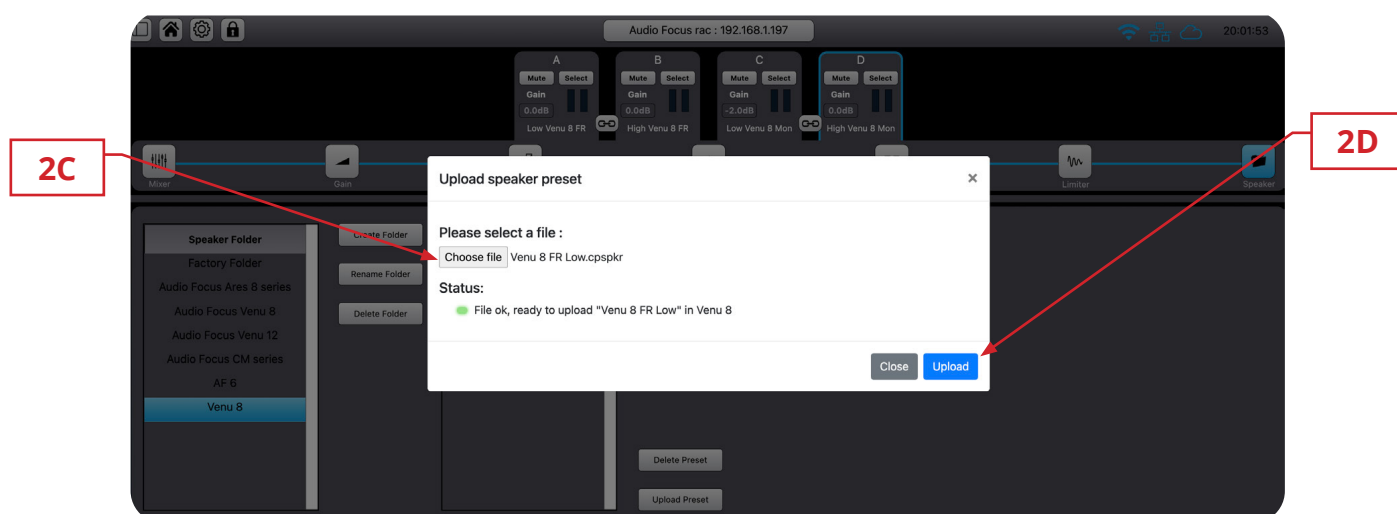 Audio Focus rac : 192.168.1.197
20:01:53
A
B
C
D
Mute Select
Mute Select
Mute Select
Mute Select
Gain
Gain
Gain
Gain
0.0dB
0.0dB
-2.0dB
0.0dB
Low Venu 8 FR
High Venu 8 FR
Low Venu 8 Mon
High Venu 8 Mon
2C
2D
Mixer
Gain
Limiter
Speaker
Upload speaker preset
×
Please select a file :
Choose file Venu 8 FR Low.cpspkr
Status:
File ok, ready to upload "Venu 8 FR Low" in Venu 8
Close
Upload
Speaker Folder
Factory Folder
Audio Focus Ares 8 series
Audio Focus Venu 8
Audio Focus Venu 12
Audio Focus CM series
AF 6
Venu 8
Create Folder
Rename Folder
Delete Folder
Delete Preset
Upload Preset